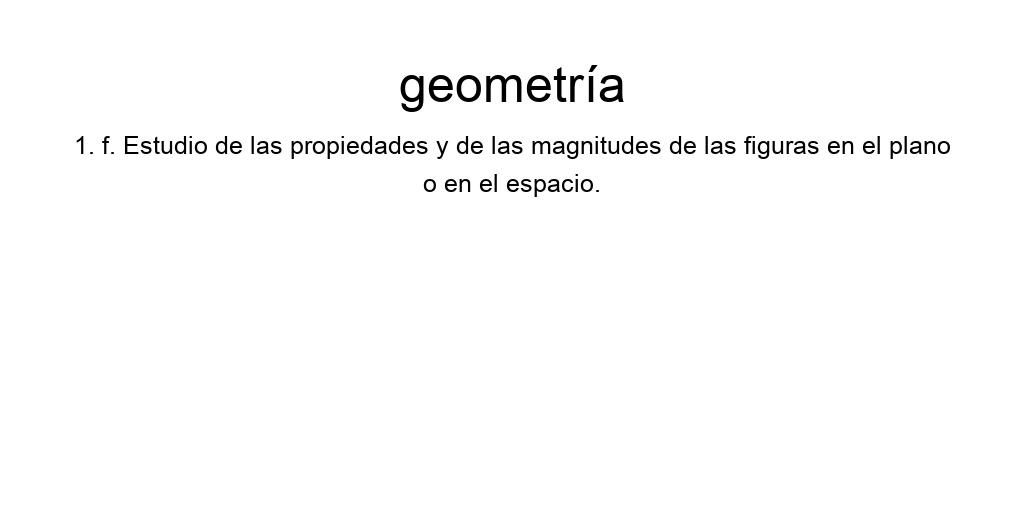 geometría
1. f. Estudio de las propiedades y de las magnitudes de las figuras en el plano
o en el espacio.